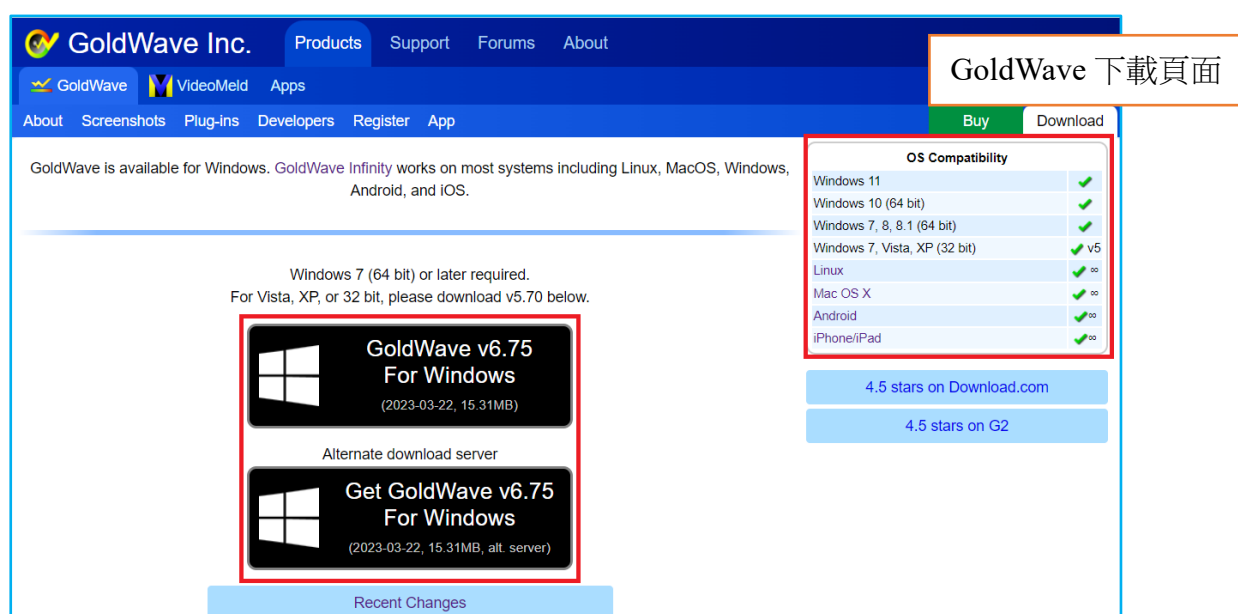 GoldWave Inc.
Products Support Forums About
GoldWave 下載頁面
GoldWave VideoMeld Apps
About Screenshots Plug-ins Developers Register App Buy Download
GoldWave is available for Windows. GoldWave Infinity works on most systems including Linux, MacOS, Windows,
Android, and iOS.
Windows 7 (64 bit) or later required.
For Vista, XP, or 32 bit, please download v5.70 below.
GoldWave v6.75
For Windows
(2023-03-22, 15.31MB)
Alternate download server
Get GoldWave v6.75
For Windows
(2023-03-22, 15.31MB, alt. server)
Recent Changes
OS Compatibility
Windows 11 ✔
Windows 10 (64 bit) ✔
Windows 7, 8, 8.1 (64 bit) ✔
Windows 7, Vista, XP (32 bit) ✔ v5
Linux ✔ ∞
Mac OS X ✔ ∞
Android ✔∞
iPhone/iPad ✔∞
4.5 stars on Download.com
4.5 stars on G2